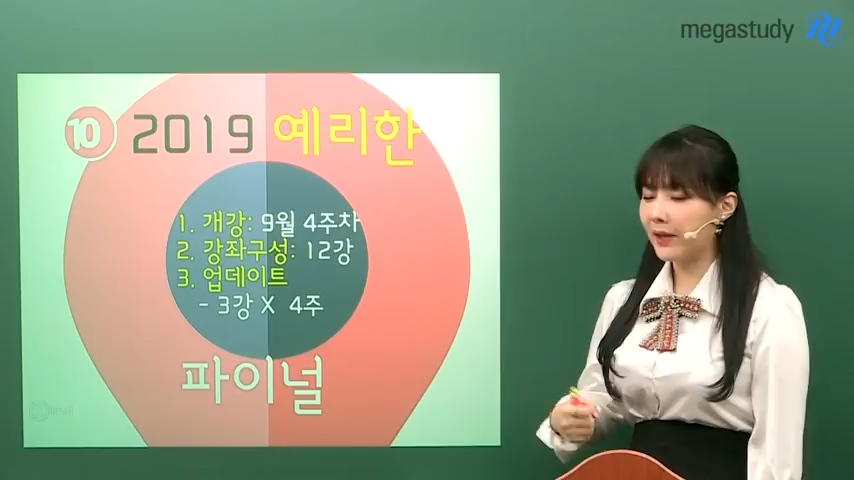 megastudy
10 2019 예리한
1. 개강: 9월 4주차
2. 강좌구성: 12강
3. 업데이트
- 3강 X 4주
파이널